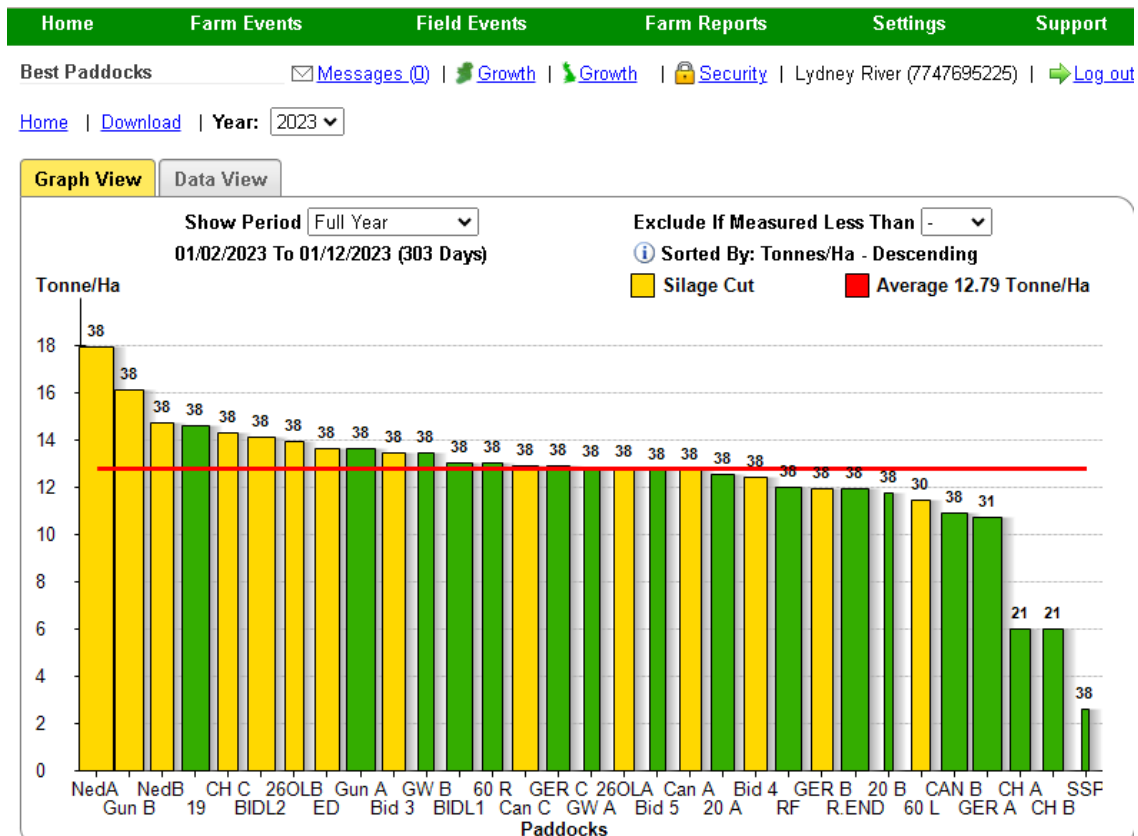 Home Farm Events Field Events Farm Reports Settings Support
Best Paddocks Messages (0) | Growth | Growth | Security | Lydney River (7747695225) | Log out
Home | Download | Year: 2023
Graph View Data View
Show Period Full Year Exclude If Measured Less Than -
01/02/2023 To 01/12/2023 (303 Days) Sorted By: Tonnes/Ha - Descending
Tonne/Ha Silage Cut Average 12.79 Tonne/Ha
38 38 38 38 38 38 38 38 38 38 38 38 38 38 38 38 38 38 38 38 38 38 38 38 38 30 38 31 21 21 38
18
16
14
12
10
8
6
4
2
0
NedA NedB CH C 26OLB Gun A GW B 60 R GER C 26OLA Can A Bid 4 GER B 20 B CAN B CH A SSF
Gun B 19 BIDL2 ED Bid 3 BIDL1 Can C GW A Bid 5 20 A RF R.END 60 L GER A CH B
Paddocks